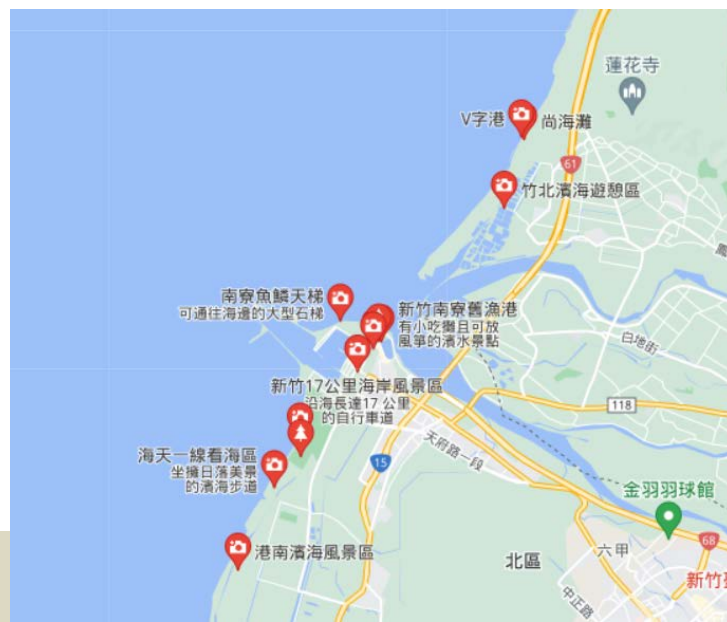 蓮花寺
V字港
尚海灘
61
竹北濱海遊憩區
南寮魚鱗天梯
可通往海邊的大型石梯
新竹南寮舊漁港
有小吃攤且可放
風箏的濱水景點
白地街
新竹17公里海岸風景區
沿海長達17 公里
的自行車道
118
海天一線看海區
坐擁日落美景
的濱海步道
天府路一段
15
金羽羽球館
港南濱海風景區
北區
六甲
68
中正路